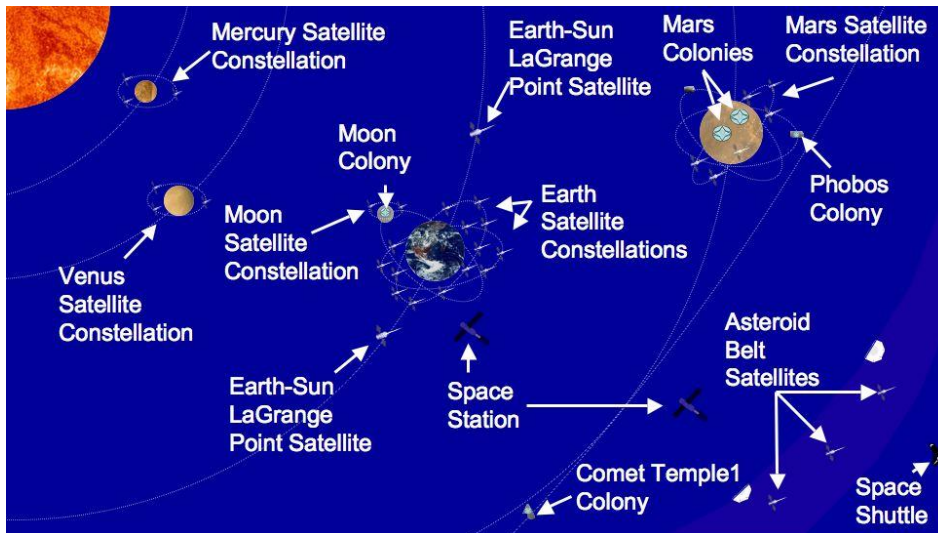 Mercury Satellite
Constellation
Earth-Sun
LaGrange
Point Satellite
Mars
Colonies
Mars Satellite
Constellation
Moon
Colony
Phobos
Colony
Moon
Satellite
Constellation
Earth
Satellite
Constellations
Venus
Satellite
Constellation
Earth-Sun
LaGrange
Point Satellite
Space
Station
Asteroid
Belt
Satellites
Comet Temple1
Colony
Space
Shuttle